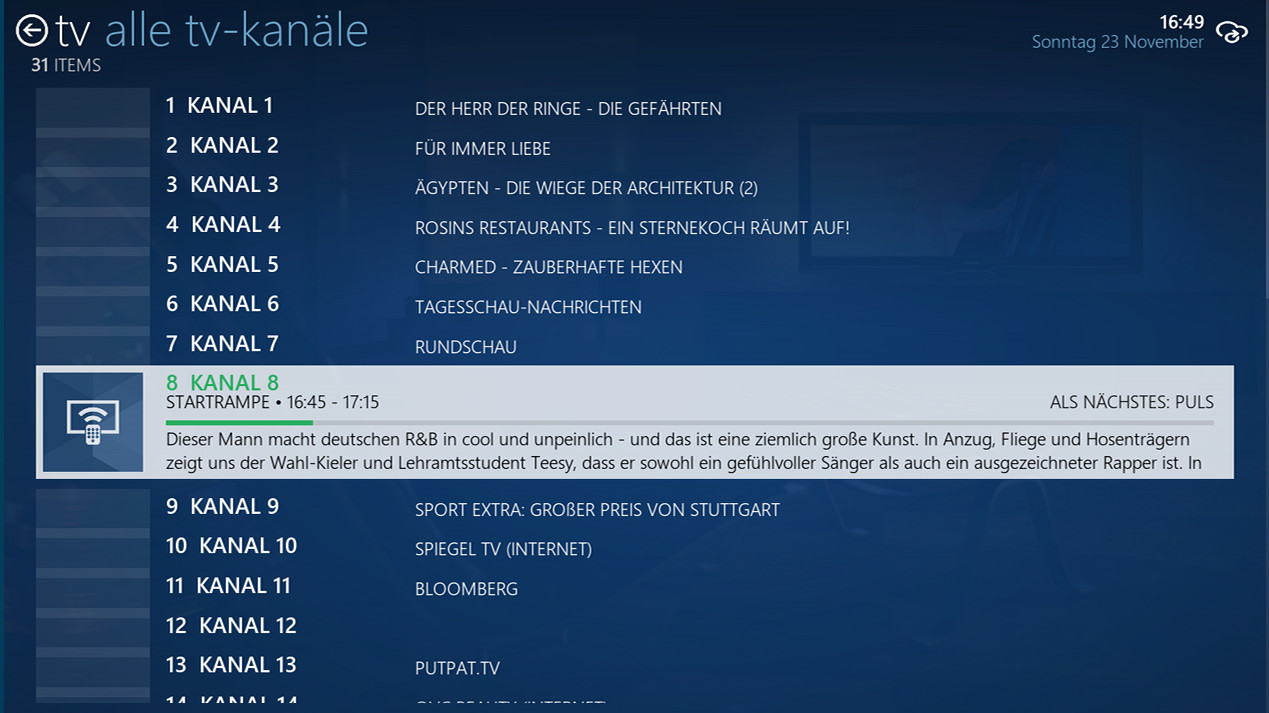 tv alle tv-kanäle
16:49
Sonntag 23 November
31 ITEMS
1 KANAL 1 DER HERR DER RINGE - DIE GEFÄHRTEN
2 KANAL 2 FÜR IMMER LIEBE
3 KANAL 3 ÄGYPTEN - DIE WIEGE DER ARCHITEKTUR (2)
4 KANAL 4 ROSINS RESTAURANTS - EIN STERNEKOCH RÄUMT AUF!
5 KANAL 5 CHARMED - ZAUBERHAFTE HEXEN
6 KANAL 6 TAGESSCHAU-NACHRICHTEN
7 KANAL 7 RUNDSCHAU
8 KANAL 8
STARTRAMPE • 16:45 - 17:15 ALS NÄCHSTES: PULS
Dieser Mann macht deutschen R&B in cool und unpeinlich - und das ist eine ziemlich große Kunst. In Anzug, Fliege und Hosenträgern
zeigt uns der Wahl-Kieler und Lehramtsstudent Teesy, dass er sowohl ein gefühlvoller Sänger als auch ein ausgezeichneter Rapper ist. In
9 KANAL 9 SPORT EXTRA: GROßER PREIS VON STUTTGART
10 KANAL 10 SPIEGEL TV (INTERNET)
11 KANAL 11 BLOOMBERG
12 KANAL 12
13 KANAL 13 PUTPAT.TV
14 KANAL 14